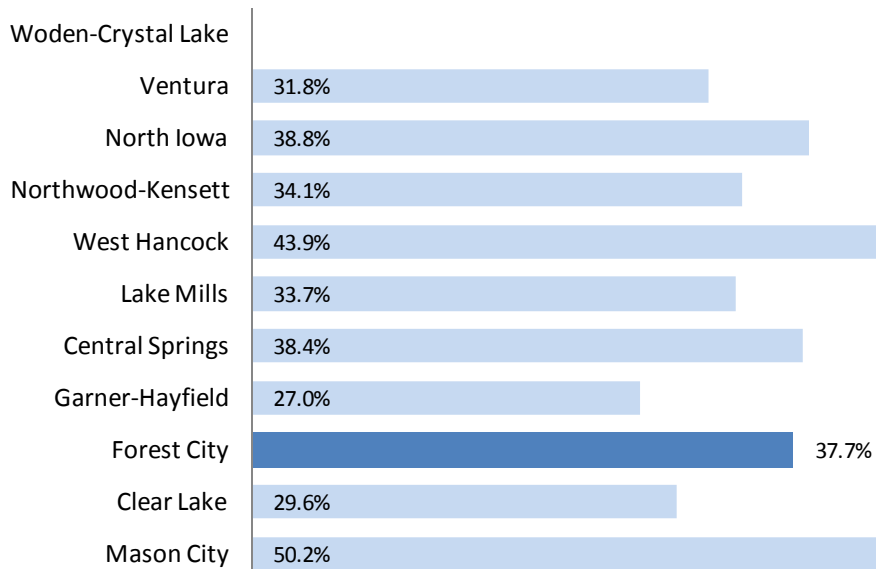 Woden-Crystal Lake
Ventura 31.8%
North Iowa 38.8%
Northwood-Kensett 34.1%
West Hancock 43.9%
Lake Mills 33.7%
Central Springs 38.4%
Garner-Hayfield 27.0%
Forest City 37.7%
Clear Lake 29.6%
Mason City 50.2%